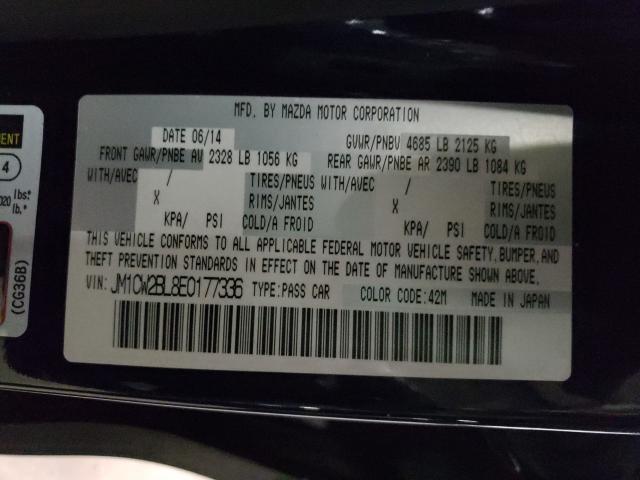 MFD. BY MAZDA MOTOR CORPORATION
DATE 06/14 GVWR/PNBV 4685 LB 2125 KG
FRONT GAWR/PNBE AV 2328 LB 1056 KG REAR GAWR/PNBE AR 2390 LB 1084 KG
WITH/AVEC / TIRES/PNEUS WITH/AVEC / TIRES/PNEUS
X RIMS/JANTES X RIMS/JANTES
KPA/ PSI COLD/A FROID KPA/ PSI COLD/A FROID
THIS VEHICLE CONFORMS TO ALL APPLICABLE FEDERAL MOTOR VEHICLE SAFETY, BUMPER, AND
THEFT PREVENTION STANDARDS IN EFFECT ON THE DATE OF MANUFACTURE SHOWN ABOVE.
VIN: JM1CW2BL8E0177336 TYPE: PASS CAR COLOR CODE: 42M MADE IN JAPAN
4
lbs.
lb.
(CG36B)